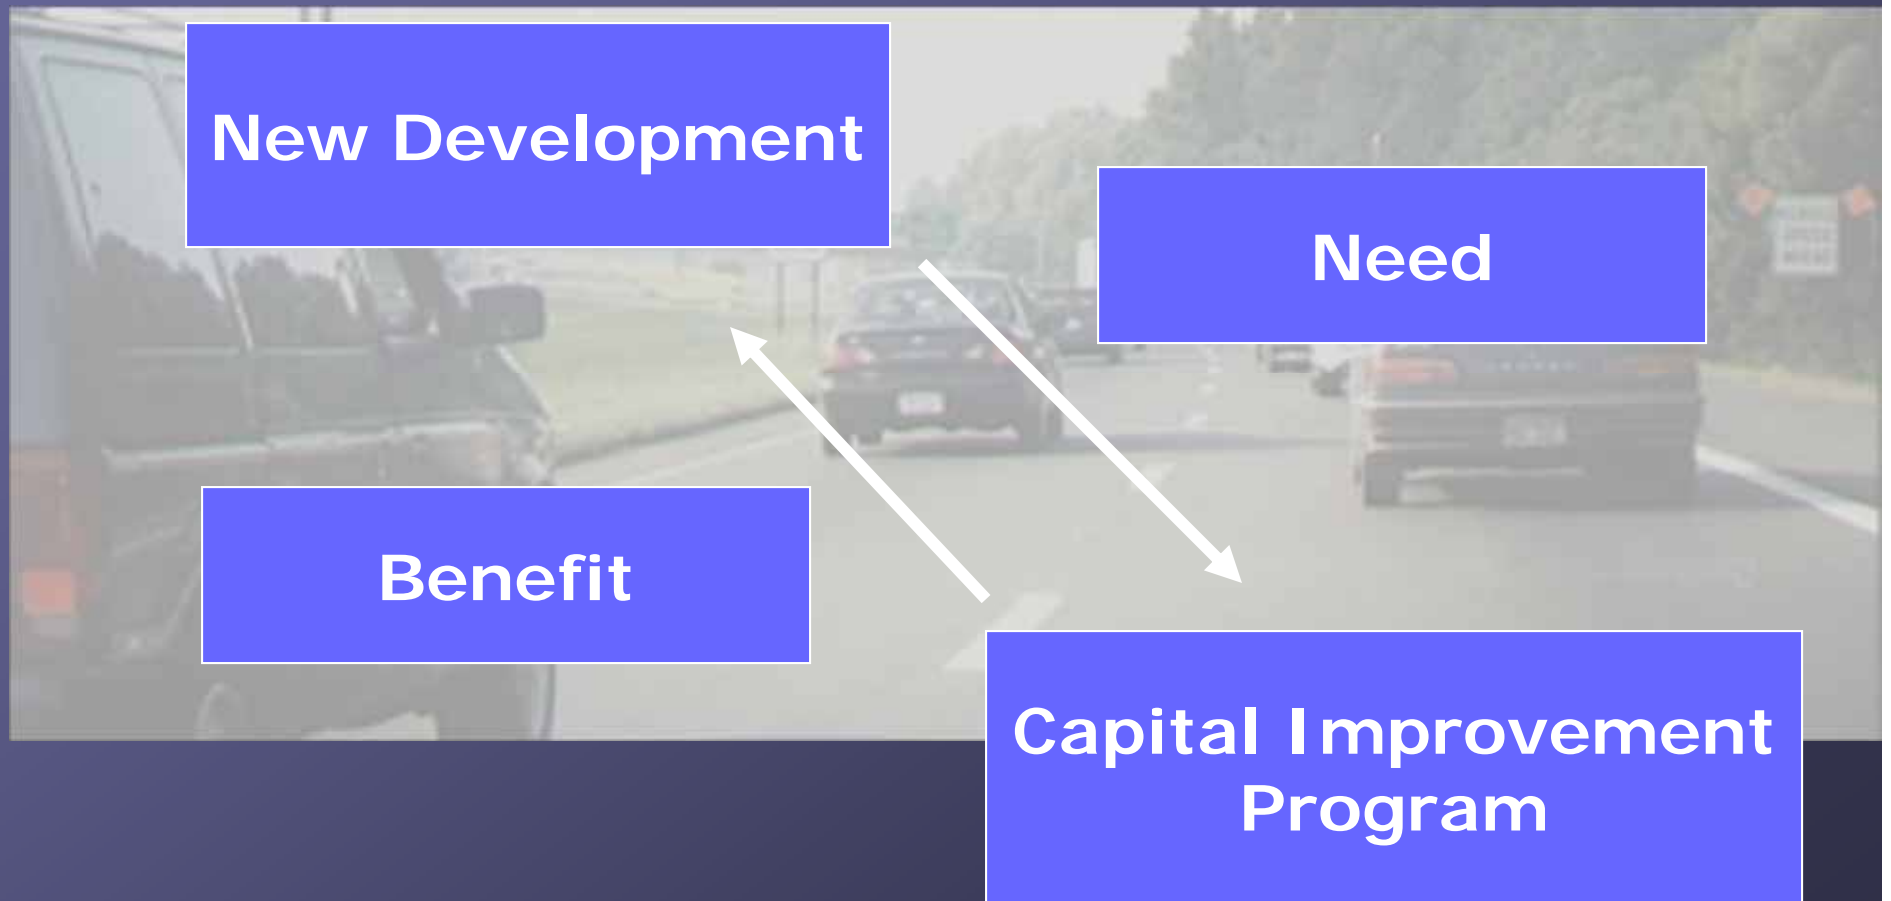 New Development
Need
Benefit
Capital Improvement
Program